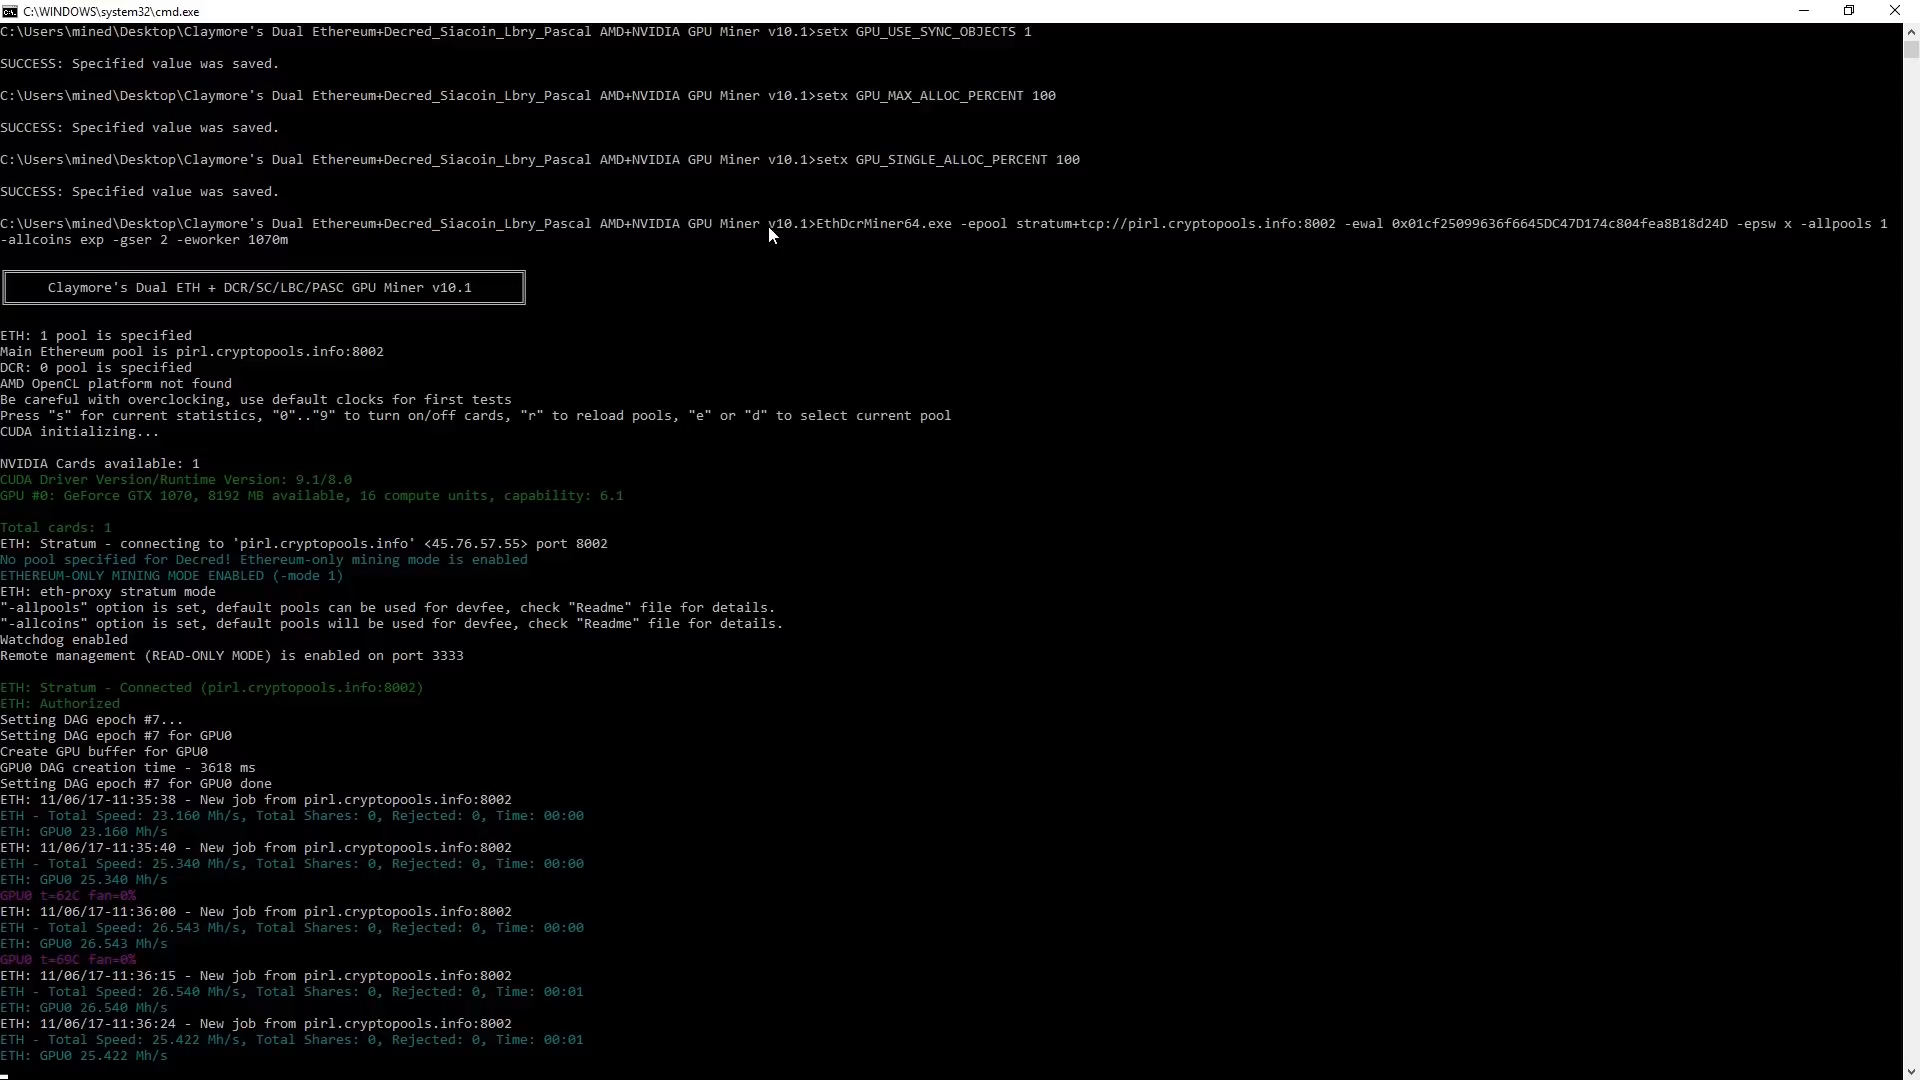 C:\WINDOWS\system32\cmd.exe
C:\Users\mined\Desktop\Claymore's Dual Ethereum+Decred_Siacoin_Lbry_Pascal AMD+NVIDIA GPU Miner v10.1>setx GPU_USE_SYNC_OBJECTS 1
SUCCESS: Specified value was saved.
C:\Users\mined\Desktop\Claymore's Dual Ethereum+Decred_Siacoin_Lbry_Pascal AMD+NVIDIA GPU Miner v10.1>setx GPU_MAX_ALLOC_PERCENT 100
SUCCESS: Specified value was saved.
C:\Users\mined\Desktop\Claymore's Dual Ethereum+Decred_Siacoin_Lbry_Pascal AMD+NVIDIA GPU Miner v10.1>setx GPU_SINGLE_ALLOC_PERCENT 100
SUCCESS: Specified value was saved.
C:\Users\mined\Desktop\Claymore's Dual Ethereum+Decred_Siacoin_Lbry_Pascal AMD+NVIDIA GPU Miner v10.1>EthDcrMiner64.exe -epool stratum+tcp://pirl.cryptopools.info:8002 -ewal 0x01cf25099636f6645DC47D174c804fea8B18d24D -epsw x -allpools 1
-allcoins exp -gser 2 -eworker 1070m
Claymore's Dual ETH + DCR/SC/LBC/PASC GPU Miner v10.1
ETH: 1 pool is specified
Main Ethereum pool is pirl.cryptopools.info:8002
DCR: 0 pool is specified
AMD OpenCL platform not found
Be careful with overclocking, use default clocks for first tests
Press "s" for current statistics, "0".."9" to turn on/off cards, "r" to reload pools, "e" or "d" to select current pool
CUDA initializing...
NVIDIA Cards available: 1
CUDA Driver Version/Runtime Version: 9.1/8.0
GPU #0: GeForce GTX 1070, 8192 MB available, 16 compute units, capability: 6.1
Total cards: 1
ETH: Stratum - connecting to 'pirl.cryptopools.info' <45.76.57.55> port 8002
No pool specified for Decred! Ethereum-only mining mode is enabled
ETHEREUM-ONLY MINING MODE ENABLED (-mode 1)
ETH: eth-proxy stratum mode
"-allpools" option is set, default pools can be used for devfee, check "Readme" file for details.
"-allcoins" option is set, default pools will be used for devfee, check "Readme" file for details.
Watchdog enabled
Remote management (READ-ONLY MODE) is enabled on port 3333
ETH: Stratum - Connected (pirl.cryptopools.info:8002)
ETH: Authorized
Setting DAG epoch #7...
Setting DAG epoch #7 for GPU0
Create GPU buffer for GPU0
GPU0 DAG creation time - 3618 ms
Setting DAG epoch #7 for GPU0 done
ETH: 11/06/17-11:35:38 - New job from pirl.cryptopools.info:8002
ETH - Total Speed: 23.160 Mh/s, Total Shares: 0, Rejected: 0, Time: 00:00
ETH: GPU0 23.160 Mh/s
ETH: 11/06/17-11:35:40 - New job from pirl.cryptopools.info:8002
ETH - Total Speed: 25.340 Mh/s, Total Shares: 0, Rejected: 0, Time: 00:00
ETH: GPU0 25.340 Mh/s
GPU0 t=62C fan=0%
ETH: 11/06/17-11:36:00 - New job from pirl.cryptopools.info:8002
ETH - Total Speed: 26.543 Mh/s, Total Shares: 0, Rejected: 0, Time: 00:00
ETH: GPU0 26.543 Mh/s
GPU0 t=69C fan=0%
ETH: 11/06/17-11:36:15 - New job from pirl.cryptopools.info:8002
ETH - Total Speed: 26.540 Mh/s, Total Shares: 0, Rejected: 0, Time: 00:01
ETH: GPU0 26.540 Mh/s
ETH: 11/06/17-11:36:24 - New job from pirl.cryptopools.info:8002
ETH - Total Speed: 25.422 Mh/s, Total Shares: 0, Rejected: 0, Time: 00:01
ETH: GPU0 25.422 Mh/s